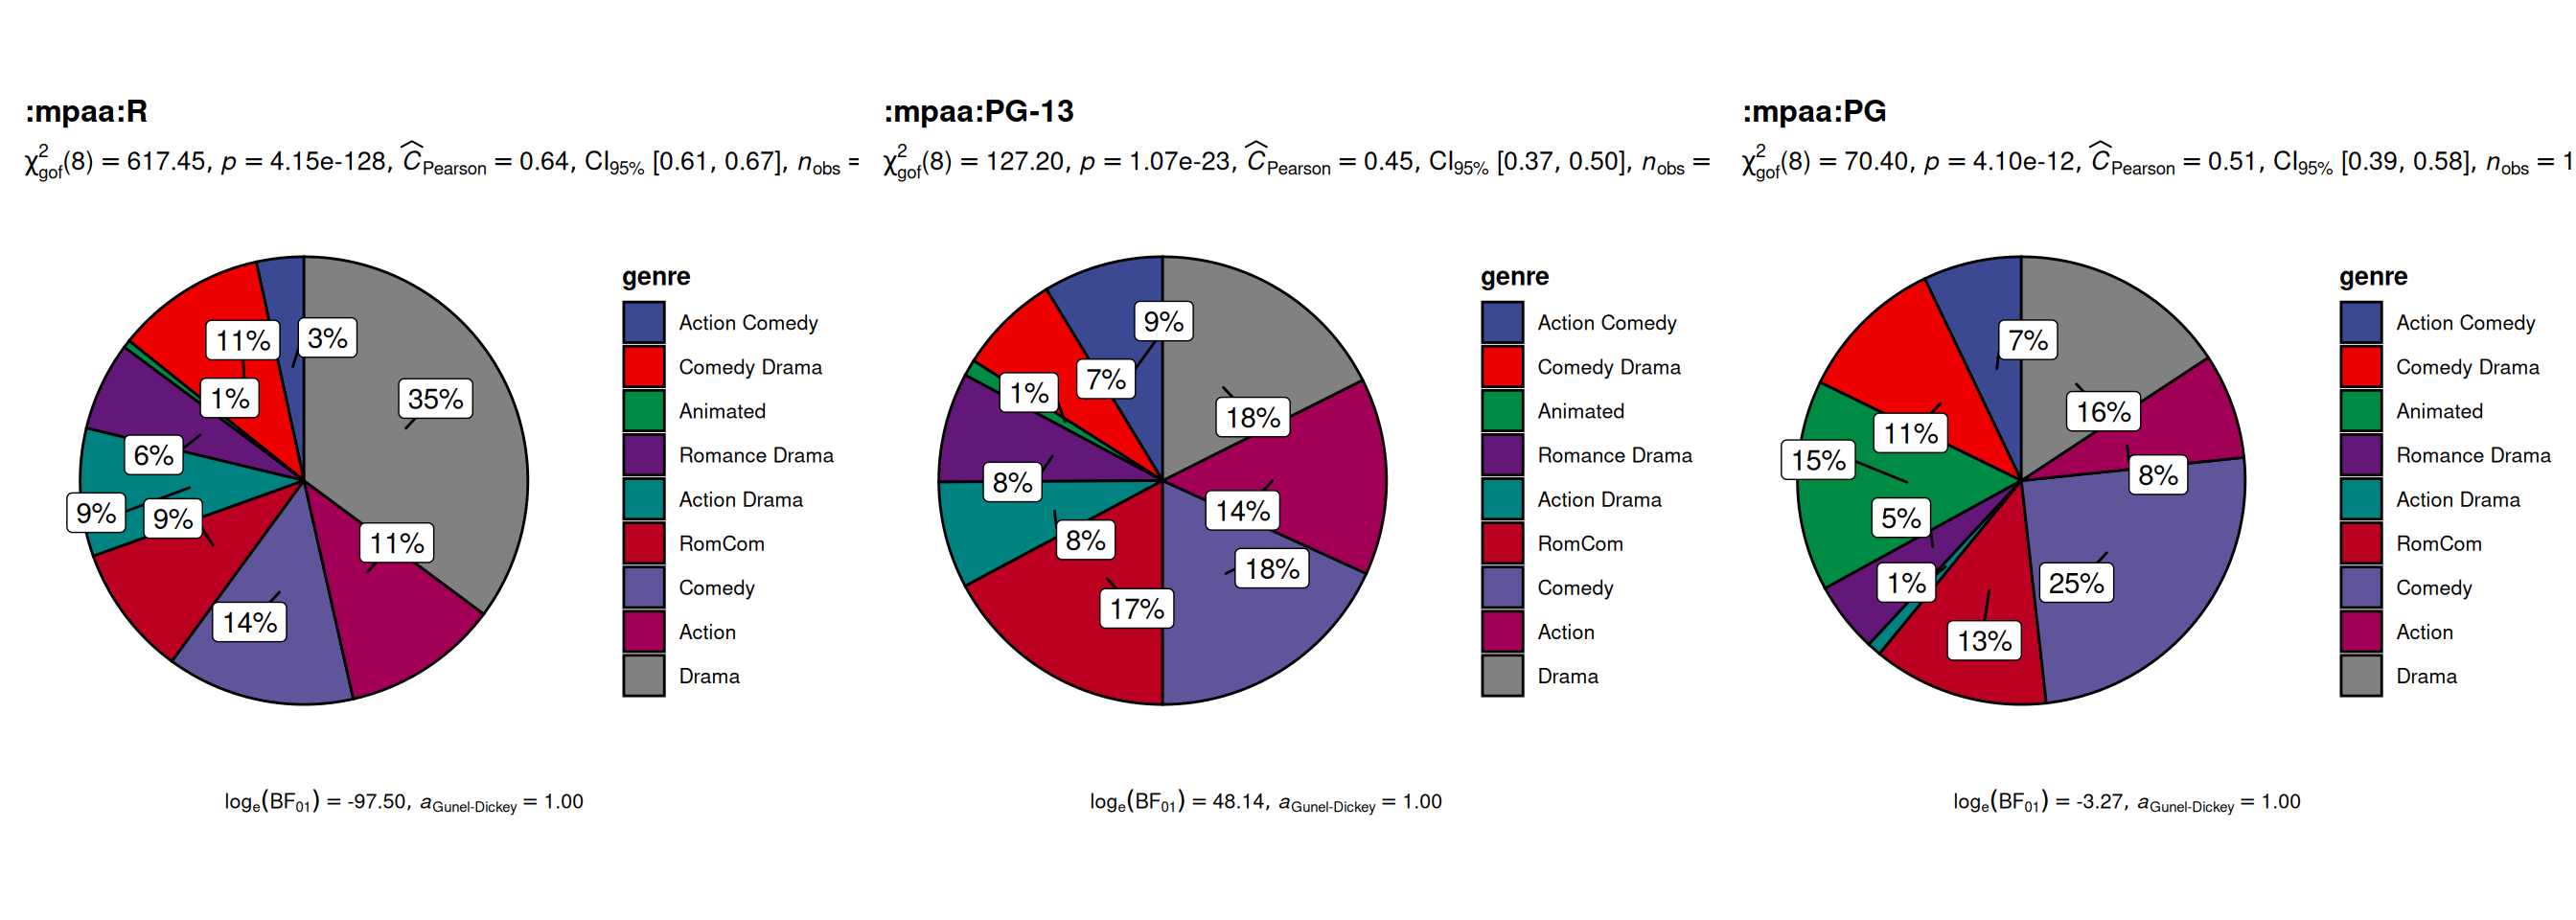 :mpaa:R
χ²gof(8) = 617.45, p = 4.15e-128, ĈPearson = 0.64, CI95% [0.61, 0.67], nobs =
35%
11%
14%
9%
9%
6%
1%
11%
3%
genre
Action Comedy
Comedy Drama
Animated
Romance Drama
Action Drama
RomCom
Comedy
Action
Drama
loge(BF01) = -97.50, aGunel-Dickey = 1.00
:mpaa:PG-13
χ²gof(8) = 127.20, p = 1.07e-23, ĈPearson = 0.45, CI95% [0.37, 0.50], nobs =
18%
14%
18%
17%
8%
8%
1%
7%
9%
genre
Action Comedy
Comedy Drama
Animated
Romance Drama
Action Drama
RomCom
Comedy
Action
Drama
loge(BF01) = 48.14, aGunel-Dickey = 1.00
:mpaa:PG
χ²gof(8) = 70.40, p = 4.10e-12, ĈPearson = 0.51, CI95% [0.39, 0.58], nobs = 1
16%
8%
25%
13%
1%
5%
15%
11%
7%
genre
Action Comedy
Comedy Drama
Animated
Romance Drama
Action Drama
RomCom
Comedy
Action
Drama
loge(BF01) = -3.27, aGunel-Dickey = 1.00